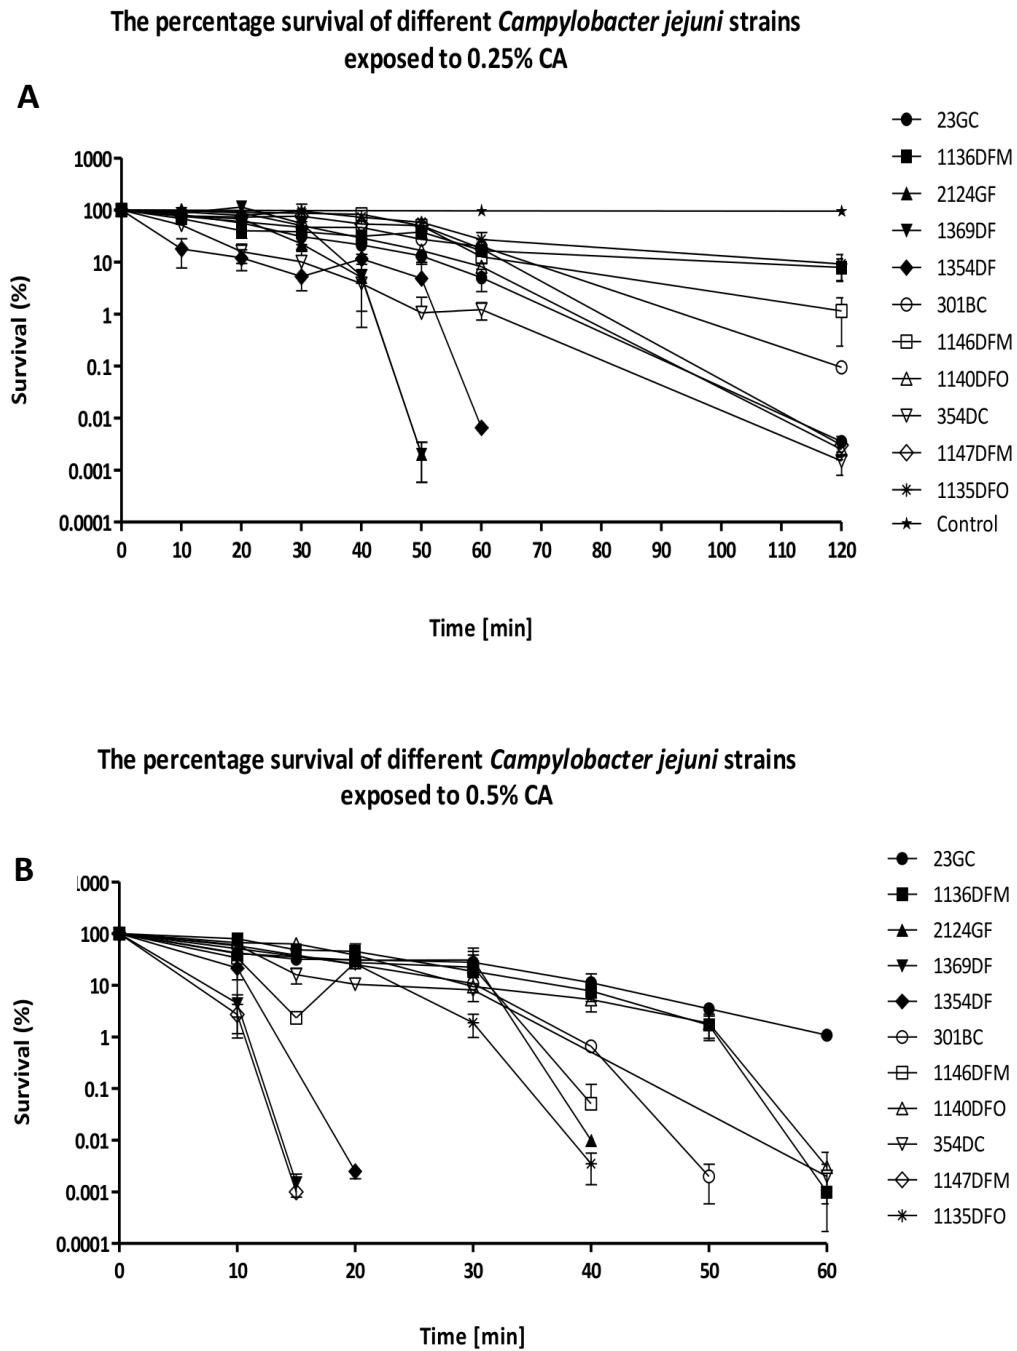 The percentage survival of different Campylobacter jejuni strains
exposed to 0.25% CA
A
1000
100
10
1
0.1
0.01
0.001
0.0001
Survival (%)
0 10 20 30 40 50 60 70 80 90 100 110 120
Time [min]
23GC
1136DFM
2124GF
1369DF
1354DF
301BC
1146DFM
1140DFO
354DC
1147DFM
1135DFO
Control
The percentage survival of different Campylobacter jejuni strains
exposed to 0.5% CA
B
1000
100
10
1
0.1
0.01
0.001
0.0001
Survival (%)
0 10 20 30 40 50 60
Time [min]
23GC
1136DFM
2124GF
1369DF
1354DF
301BC
1146DFM
1140DFO
354DC
1147DFM
1135DFO